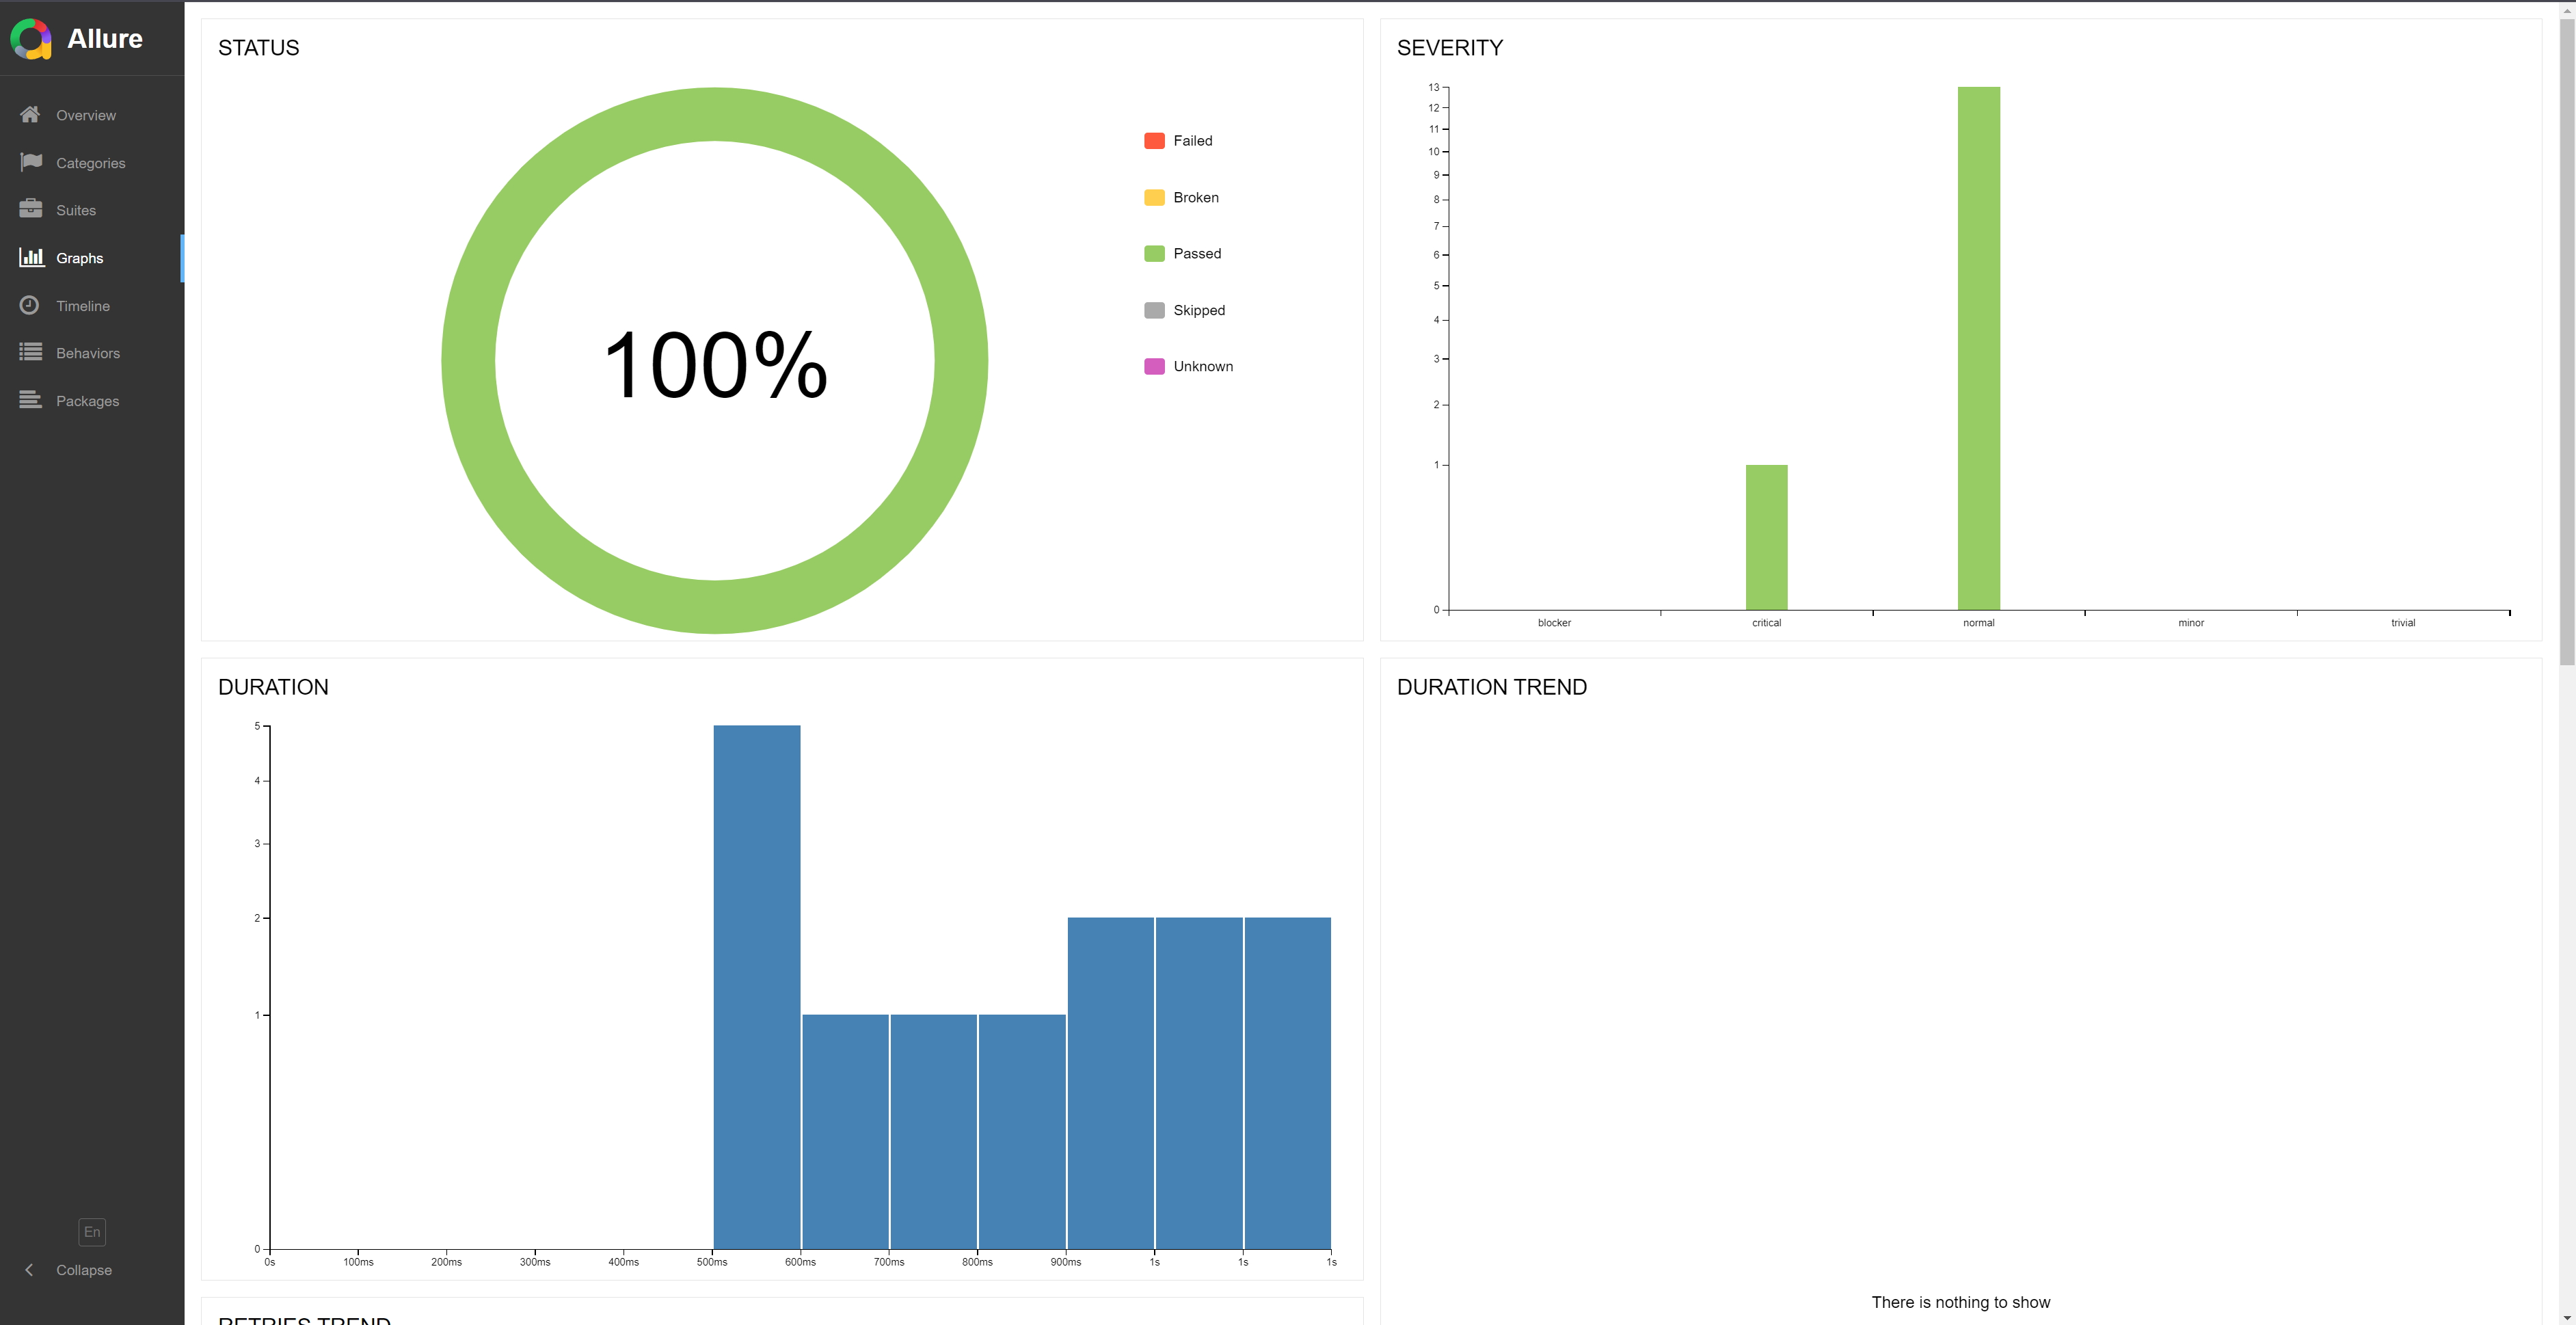 Allure
Overview
Categories
Suites
Graphs
Timeline
Behaviors
Packages
En
Collapse
STATUS
100%
Failed
Broken
Passed
Skipped
Unknown
SEVERITY
13
12
11
10
9
8
7
6
5
4
3
2
1
0
blocker critical normal minor trivial
DURATION
5
4
3
2
1
0
0s 100ms 200ms 300ms 400ms 500ms 600ms 700ms 800ms 900ms 1s 1s 1s
DURATION TREND
There is nothing to show
RETRIES TREND